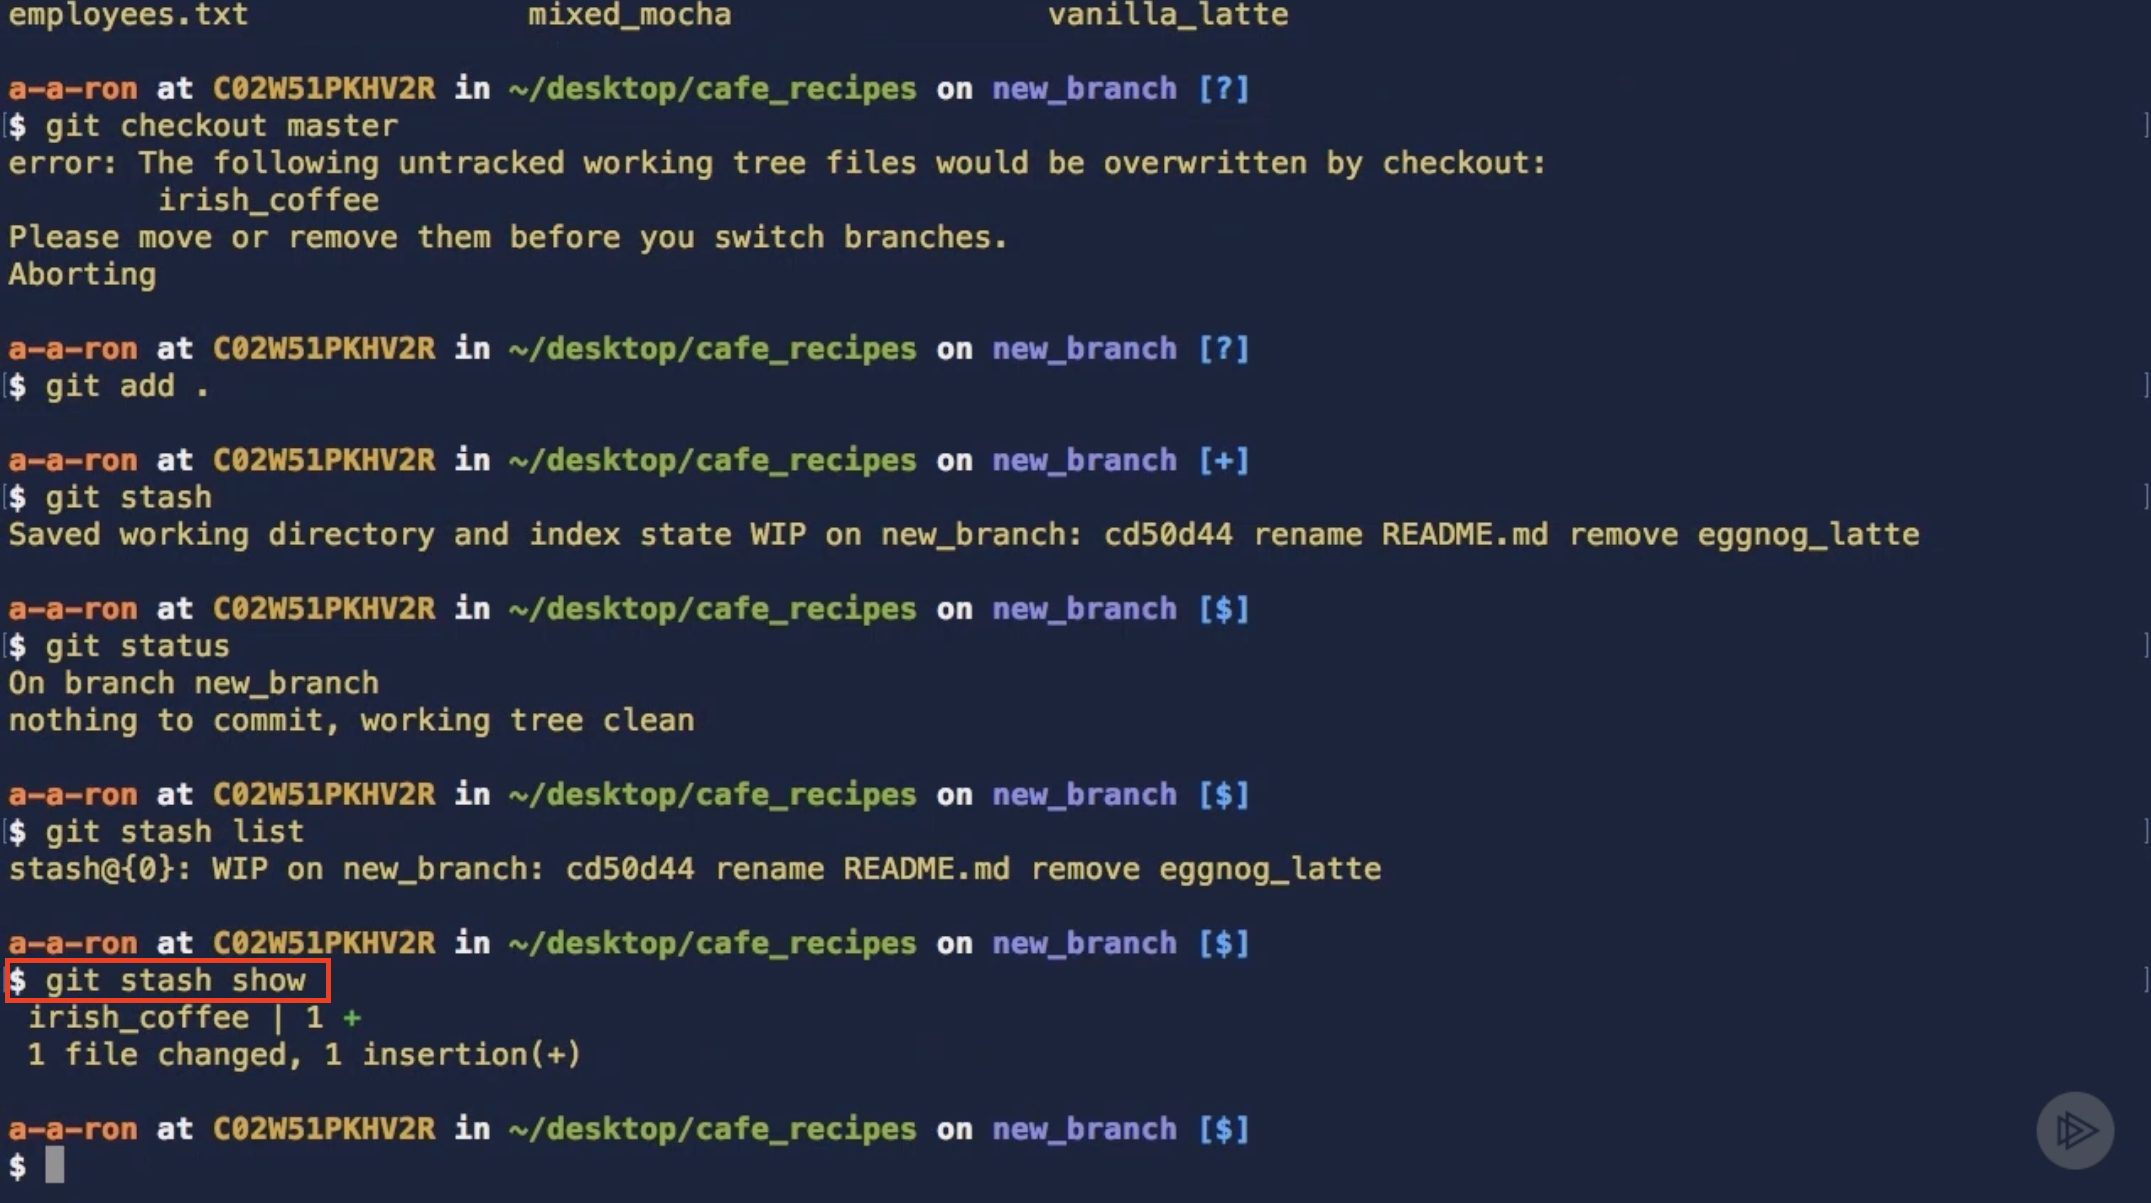 employees.txt mixed_mocha vanilla_latte
a-a-ron at C02W51PKHV2R in ~/desktop/cafe_recipes on new_branch [?]
$ git checkout master
error: The following untracked working tree files would be overwritten by checkout:
irish_coffee
Please move or remove them before you switch branches.
Aborting
a-a-ron at C02W51PKHV2R in ~/desktop/cafe_recipes on new_branch [?]
$ git add .
a-a-ron at C02W51PKHV2R in ~/desktop/cafe_recipes on new_branch [+]
$ git stash
Saved working directory and index state WIP on new_branch: cd50d44 rename README.md remove eggnog_latte
a-a-ron at C02W51PKHV2R in ~/desktop/cafe_recipes on new_branch [$]
$ git status
On branch new_branch
nothing to commit, working tree clean
a-a-ron at C02W51PKHV2R in ~/desktop/cafe_recipes on new_branch [$]
$ git stash list
stash@{0}: WIP on new_branch: cd50d44 rename README.md remove eggnog_latte
a-a-ron at C02W51PKHV2R in ~/desktop/cafe_recipes on new_branch [$]
$ git stash show
irish_coffee | 1 +
1 file changed, 1 insertion(+)
a-a-ron at C02W51PKHV2R in ~/desktop/cafe_recipes on new_branch [$]
$